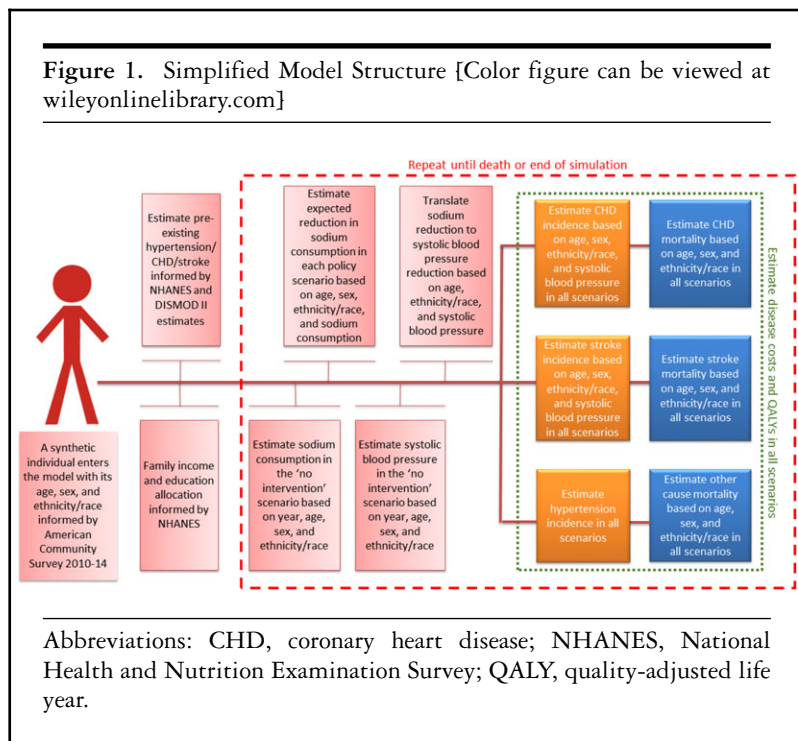 Figure 1. Simplified Model Structure [Color figure can be viewed at
wileyonlinelibrary.com]
Repeat until death or end of simulation
Estimate pre-
existing
hypertension/
CHD/stroke
informed by
NHANES and
DISMOD II
estimates
Estimate
expected
reduction in
sodium
consumption in
each policy
scenario based
on age, sex,
ethnicity/race,
and sodium
consumption
Translate
sodium
reduction to
systolic blood
pressure
reduction based
on age,
ethnicity/race,
and systolic
blood pressure
Estimate CHD
incidence based
on age, sex,
ethnicity/race,
and systolic
blood pressure in
all scenarios
Estimate CHD
mortality based
on age, sex, and
ethnicity/race in
all scenarios
Estimate stroke
incidence based
on age, sex,
ethnicity/race,
and systolic
blood pressure in
all scenarios
Estimate stroke
mortality based
on age, sex, and
ethnicity/race in
all scenarios
Estimate disease costs and QALYs in all scenarios
A synthetic
individual enters
the model with its
age, sex, and
ethnicity/race
informed by
American
Community
Survey 2010-14
Family income
and education
allocation
informed by
NHANES
Estimate sodium
consumption in
the ‘no
intervention’
scenario based
on year, age,
sex, and
ethnicity/race
Estimate systolic
blood pressure
in the ‘no
intervention’
scenario based
on year, age,
sex, and
ethnicity/race
Estimate
hypertension
incidence in all
scenarios
Estimate other
cause mortality
based on age,
sex, and
ethnicity/race in
all scenarios
Abbreviations: CHD, coronary heart disease; NHANES, National
Health and Nutrition Examination Survey; QALY, quality-adjusted life
year.